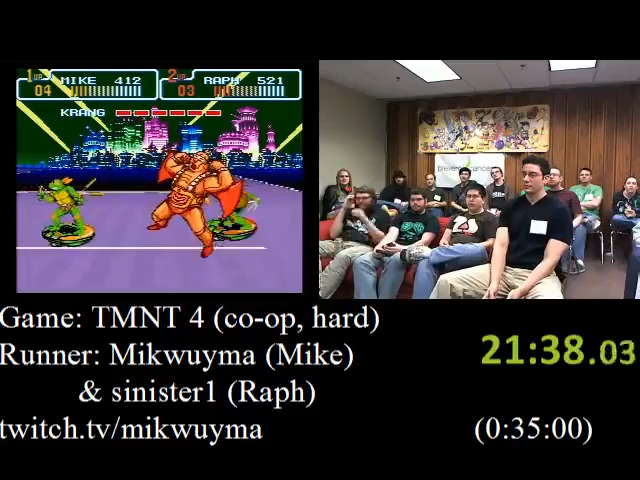 1UP MIKE 412
04
2UP RAPH 521
03
KRANG
Game: TMNT 4 (co-op, hard)
Runner: Mikwuyma (Mike)
& sinister1 (Raph)
twitch.tv/mikwuyma
21:38.03
(0:35:00)